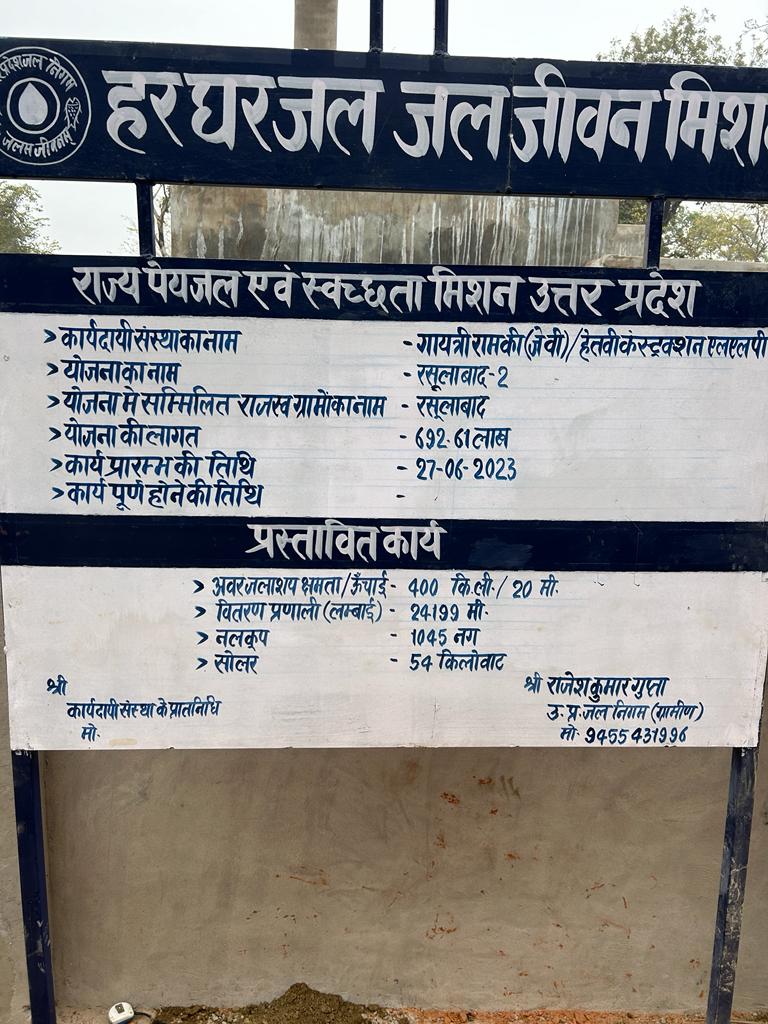 हर घर जल जल जीवन मिश
राज्य पेयजल एवं स्वच्छता मिशन उत्तर प्रदेश
> कार्यदायी संस्था का नाम - गायत्री रामकी (जे वी)/हेतवी कंस्ट्रक्शन एलएलपी
> योजना का नाम - रसूलाबाद-2
> योजना मे सम्मिलित राजस्व ग्रामों का नाम - रसूलाबाद
> योजना की लागत - 692.61 लाख
> कार्य प्रारम्भ की तिथि - 27-06-2023
> कार्य पूर्ण होने की तिथि -
प्रस्तावित कार्य
> अवर जलाशय क्षमता/ऊँचाई - 400 कि.ली./ 20 मी.
> वितरण प्रणाली (लम्बाई) - 24199 मी.
> नलकूप - 1045 नग
> सोलर - 54 किलोवाट
श्री
कार्यदायी संस्था के प्रतिनिधि
मो.
श्री राजेश कुमार गुप्ता
उ. प्र. जल निगम (ग्रामीण)
मो. 9455431996